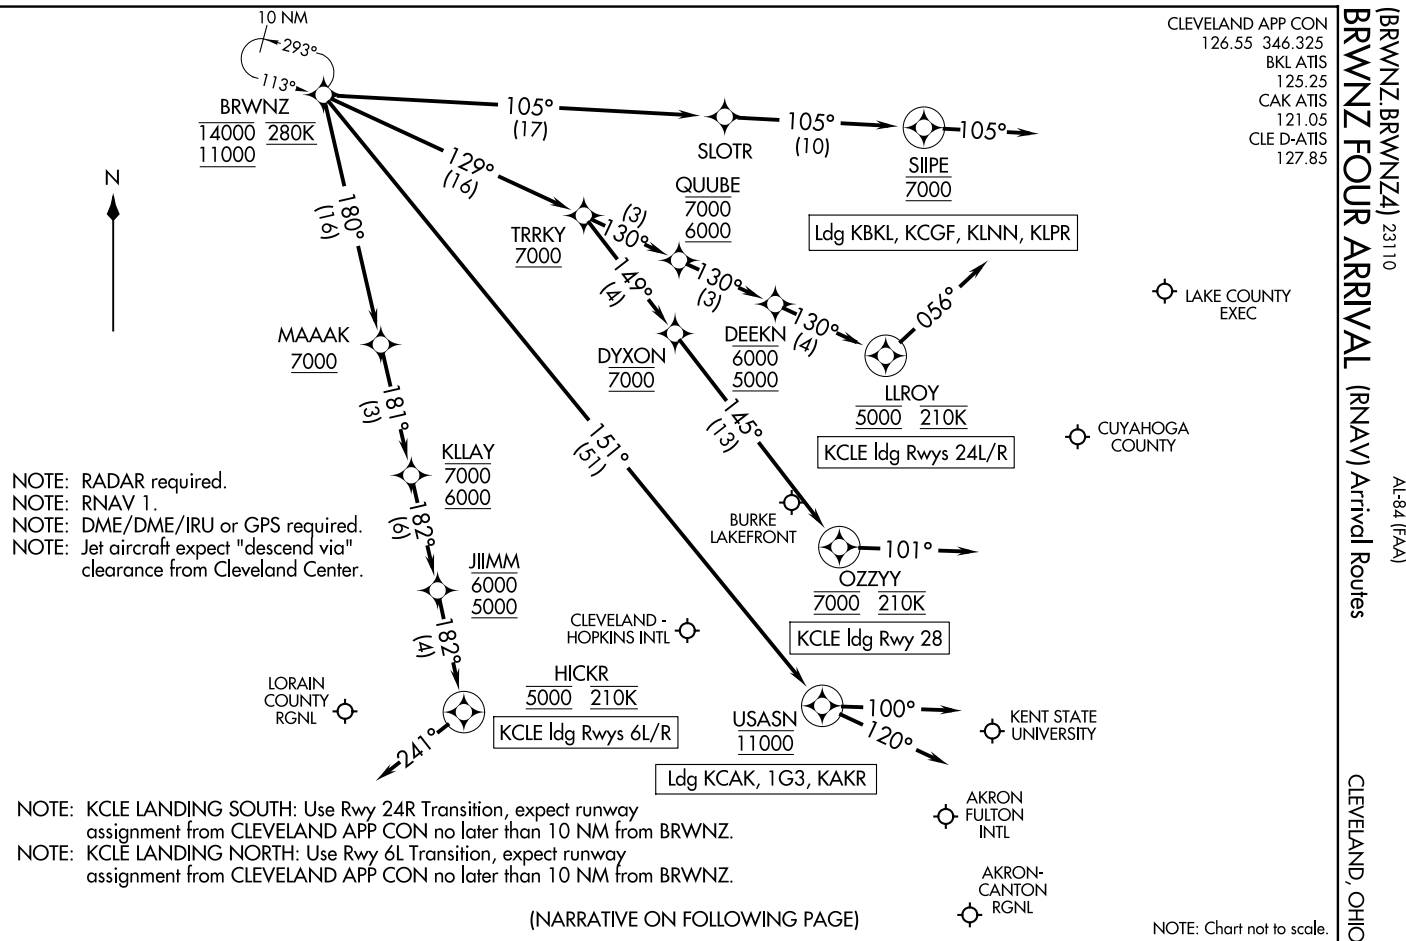 (BRWNZ.BRWNZ4) 23110
BRWNZ FOUR ARRIVAL (RNAV) Arrival Routes
AL-84 (FAA)
CLEVELAND, OHIO
CLEVELAND APP CON
126.55 346.325
BKL ATIS
125.25
CAK ATIS
121.05
CLE D-ATIS
127.85
10 NM
293°
113°
BRWNZ
14000 280K
11000
N
105°
(17)
SLOTR
105°
(10)
105°
SIIPE
7000
Ldg KBKL, KCGF, KLNN, KLPR
129°
(16)
TRRKY
7000
(3)
130°
QUUBE
7000
6000
130°
(3)
DEEKN
6000
5000
130°
(4)
056°
LLROY
5000 210K
KCLE ldg Rwys 24L/R
149°
(4)
DYXON
7000
145°
(13)
101°
OZZYY
7000 210K
KCLE ldg Rwy 28
151°
(51)
USASN
11000
100°
120°
Ldg KCAK, 1G3, KAKR
180°
(16)
MAAAK
7000
181°
(3)
KLLAY
7000
6000
182°
(6)
JIIMM
6000
5000
182°
(4)
HICKR
5000 210K
KCLE ldg Rwys 6L/R
241°
LAKE COUNTY
EXEC
CUYAHOGA
COUNTY
BURKE
LAKEFRONT
CLEVELAND -
HOPKINS INTL
LORAIN
COUNTY
RGNL
KENT STATE
UNIVERSITY
AKRON
FULTON
INTL
AKRON-
CANTON
RGNL
NOTE: RADAR required.
NOTE: RNAV 1.
NOTE: DME/DME/IRU or GPS required.
NOTE: Jet aircraft expect "descend via"
clearance from Cleveland Center.
NOTE: KCLE LANDING SOUTH: Use Rwy 24R Transition, expect runway
assignment from CLEVELAND APP CON no later than 10 NM from BRWNZ.
NOTE: KCLE LANDING NORTH: Use Rwy 6L Transition, expect runway
assignment from CLEVELAND APP CON no later than 10 NM from BRWNZ.
(NARRATIVE ON FOLLOWING PAGE)
NOTE: Chart not to scale.